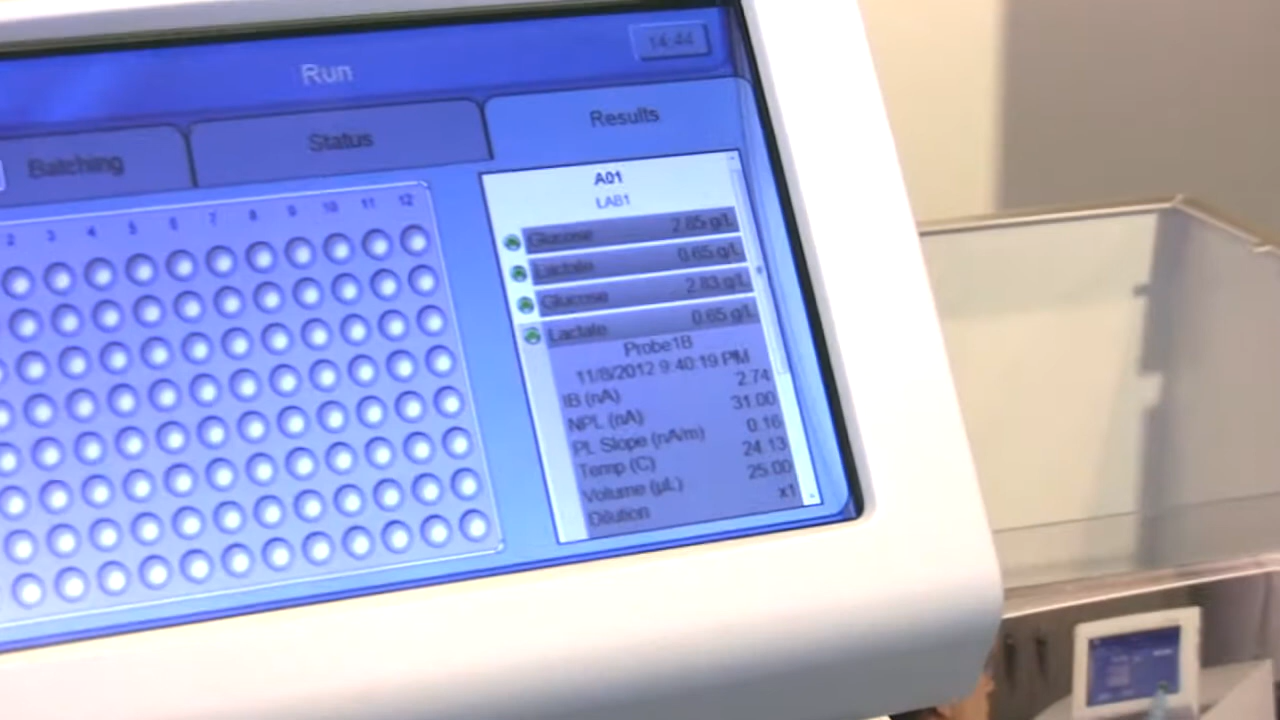 14:44
Run
Batching
Status
Results
2 3 4 5 6 7 8 9 10 11 12
A01
LAB1
Glucose 2.85 g/L
Lactate 0.65 g/L
Glucose 2.83 g/L
Lactate 0.65 g/L
Probe1B
11/8/2012 9:40:19 PM
IB (nA) 2.74
NPL (nA) 31.00
PL Slope (nA/m) 0.16
Temp (C) 24.13
Volume (µL) 25.00
Dilution x1